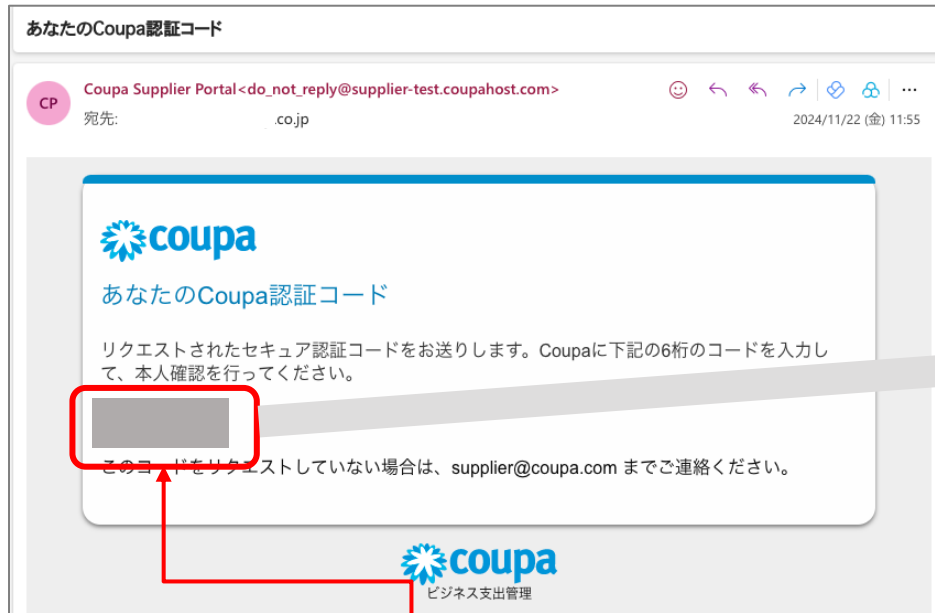 あなたのCoupa認証コード
CP
Coupa Supplier Portal<do_not_reply@supplier-test.coupahost.com>
宛先: .co.jp
2024/11/22 (金) 11:55
coupa
あなたのCoupa認証コード
リクエストされたセキュア認証コードをお送りします。Coupaに下記の6桁のコードを入力し
て、本人確認を行ってください。
このコードをリクエストしていない場合は、supplier@coupa.com までご連絡ください。
coupa
ビジネス支出管理